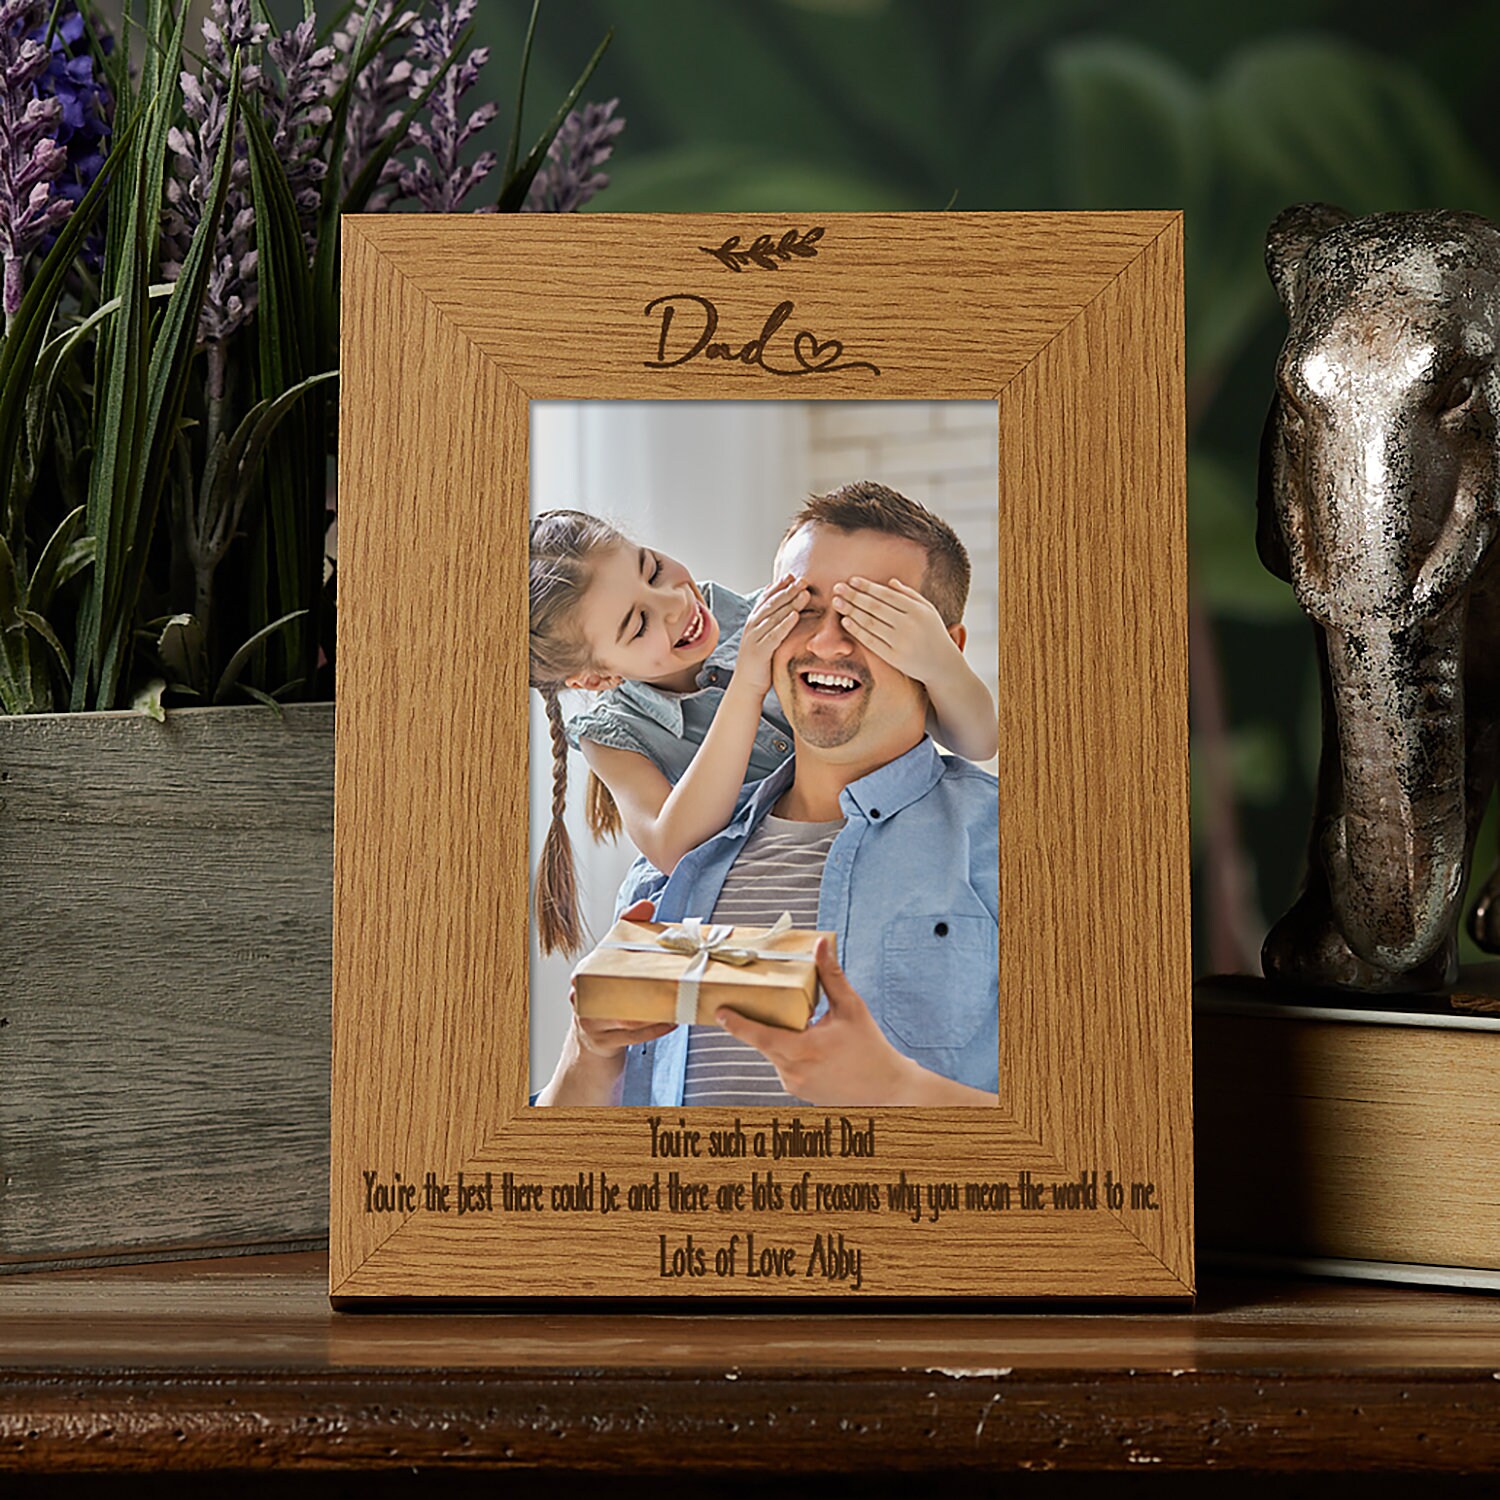 Dad
You're such a brilliant Dad
You're the best there could be and there are lots of reasons why you mean the world to me.
Lots of Love Abby